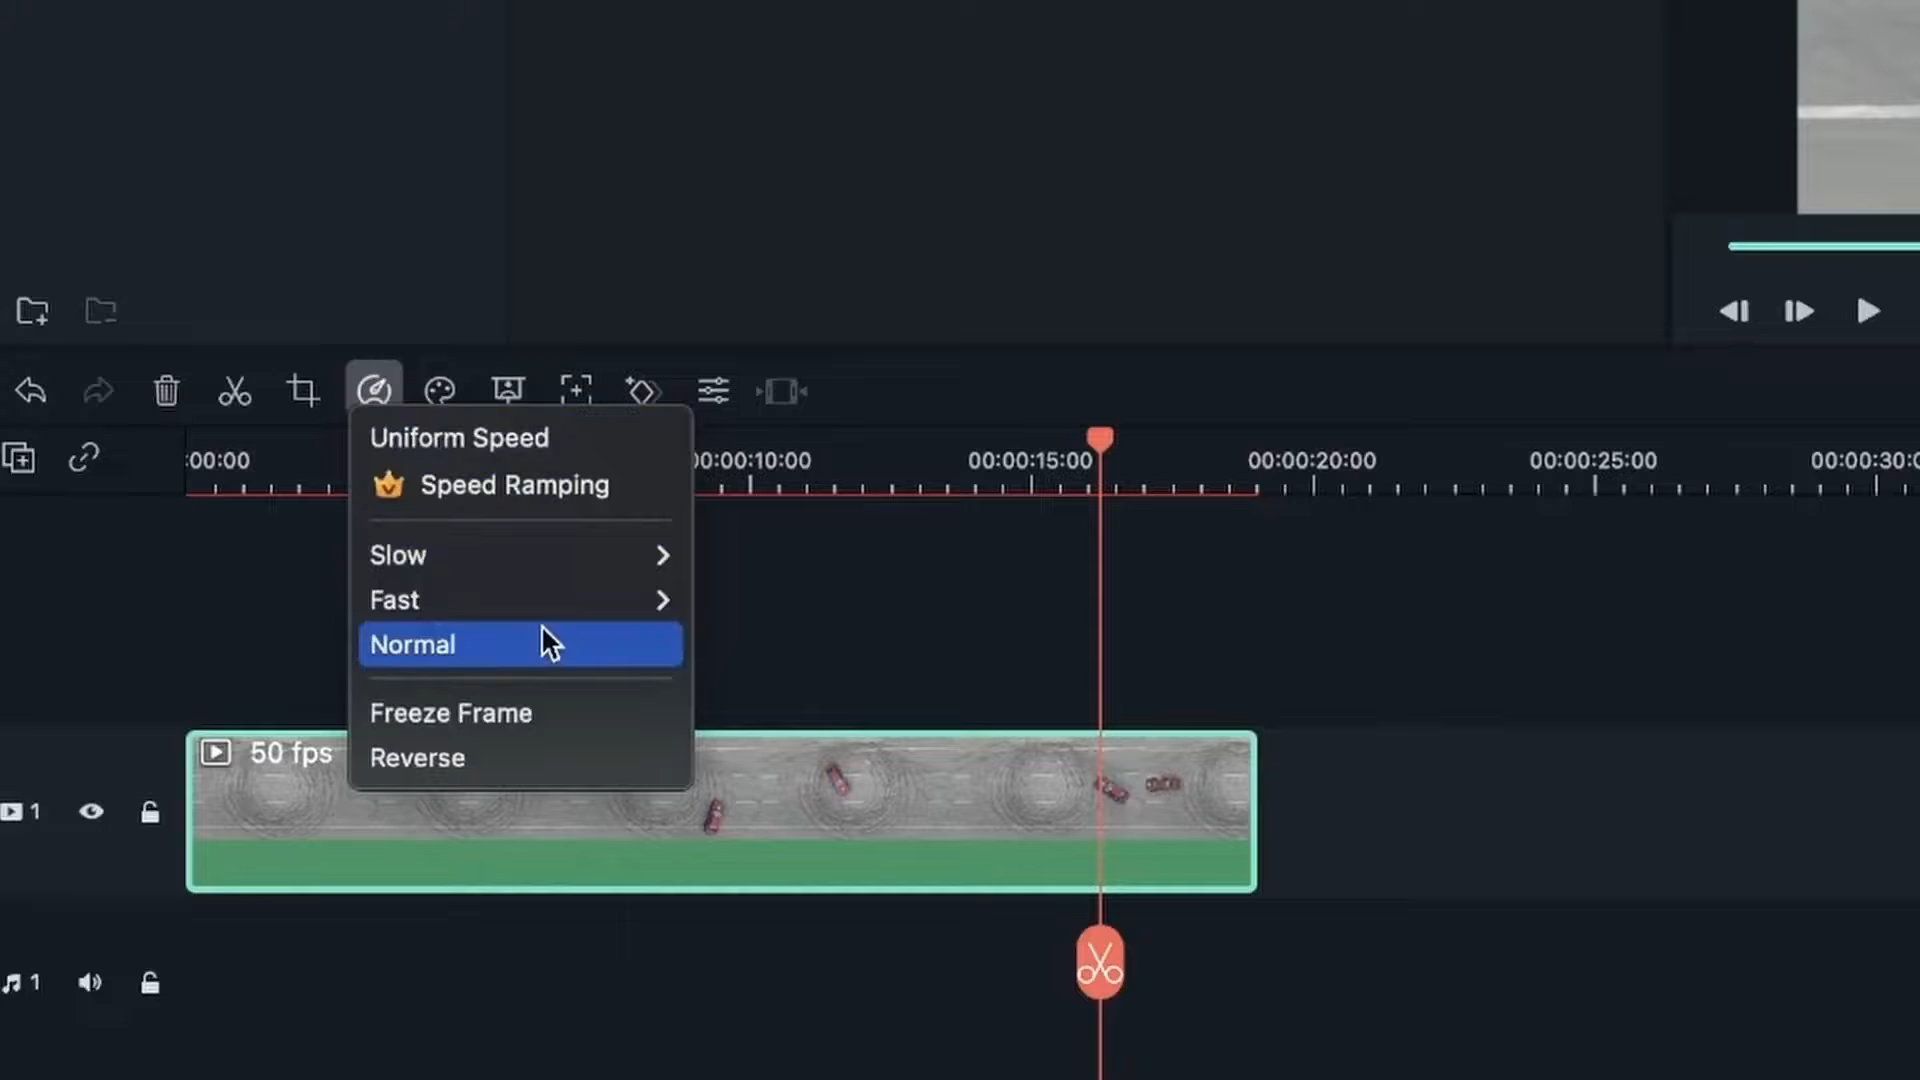 :00:00
00:00:10:00
00:00:15:00
00:00:20:00
00:00:25:00
00:00:30:0
Uniform Speed
Speed Ramping
Slow
Fast
Normal
Freeze Frame
Reverse
50 fps
1
1